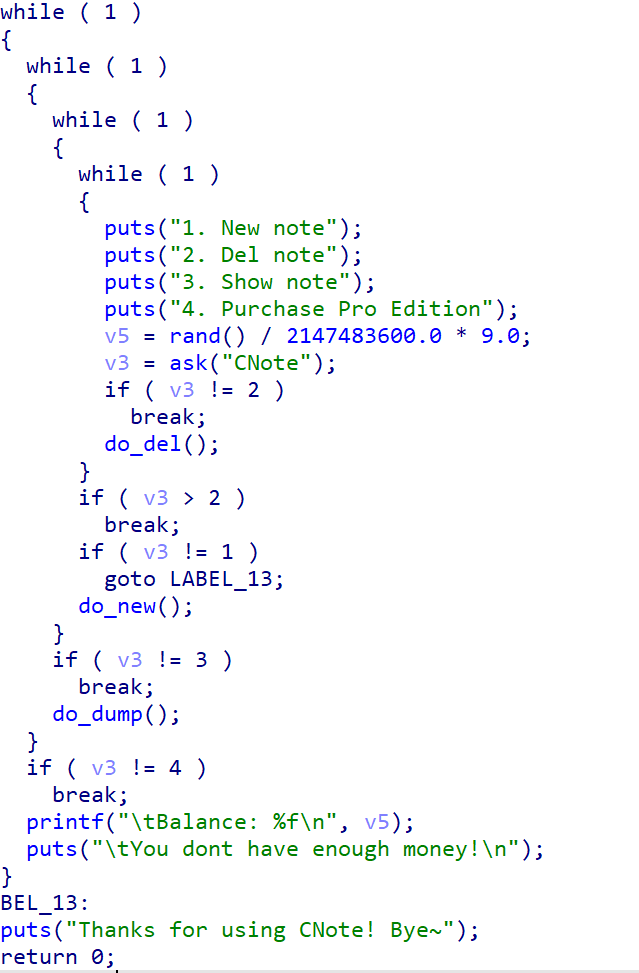 while ( 1 )
{
  while ( 1 )
  {
    while ( 1 )
    {
      while ( 1 )
      {
        puts("1. New note");
        puts("2. Del note");
        puts("3. Show note");
        puts("4. Purchase Pro Edition");
        v5 = rand() / 2147483600.0 * 9.0;
        v3 = ask("CNote");
        if ( v3 != 2 )
          break;
        do_del();
      }
      if ( v3 > 2 )
        break;
      if ( v3 != 1 )
        goto LABEL_13;
      do_new();
    }
    if ( v3 != 3 )
      break;
    do_dump();
  }
  if ( v3 != 4 )
    break;
  printf("\tBalance: %f\n", v5);
  puts("\tYou dont have enough money!\n");
}
BEL_13:
puts("Thanks for using CNote! Bye~");
return 0;